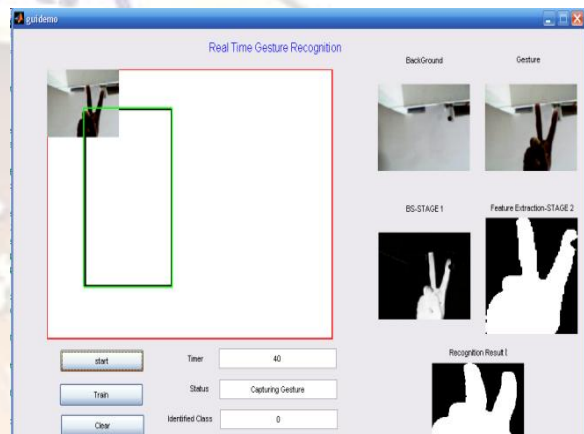 guidemo
Real Time Gesture Recognition
BackGround
Gesture
BS-STAGE 1
Feature Extraction-STAGE 2
start
Timer
40
Train
Status
Capturing Gesture
Clear
Identified Class
0
Recognition Result I